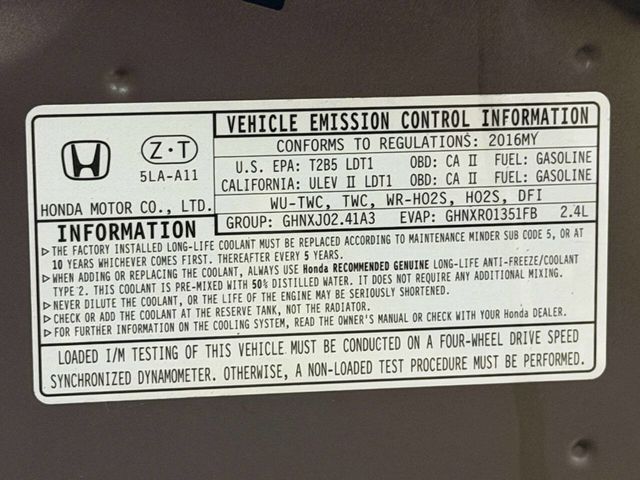 VEHICLE EMISSION CONTROL INFORMATION
CONFORMS TO REGULATIONS: 2016MY
Z·T
5LA-A11
HONDA MOTOR CO., LTD.
U.S. EPA: T2B5 LDT1 OBD: CA II FUEL: GASOLINE
CALIFORNIA: ULEV II LDT1 OBD: CA II FUEL: GASOLINE
WU-TWC, TWC, WR-HO2S, HO2S, DFI
GROUP: GHNXJ02.41A3 EVAP: GHNXR01351FB 2.4L
INFORMATION
▷THE FACTORY INSTALLED LONG-LIFE COOLANT MUST BE REPLACED ACCORDING TO MAINTENANCE MINDER SUB CODE 5, OR AT
10 YEARS WHICHEVER COMES FIRST. THEREAFTER EVERY 5 YEARS.
▷WHEN ADDING OR REPLACING THE COOLANT, ALWAYS USE Honda RECOMMENDED GENUINE LONG-LIFE ANTI-FREEZE/COOLANT
TYPE 2. THIS COOLANT IS PRE-MIXED WITH 50% DISTILLED WATER. IT DOES NOT REQUIRE ANY ADDITIONAL MIXING.
▷NEVER DILUTE THE COOLANT, OR THE LIFE OF THE ENGINE MAY BE SERIOUSLY SHORTENED.
▷CHECK OR ADD THE COOLANT AT THE RESERVE TANK, NOT THE RADIATOR.
▷FOR FURTHER INFORMATION ON THE COOLING SYSTEM, READ THE OWNER'S MANUAL OR CHECK WITH YOUR Honda DEALER.
LOADED I/M TESTING OF THIS VEHICLE MUST BE CONDUCTED ON A FOUR-WHEEL DRIVE SPEED
SYNCHRONIZED DYNAMOMETER. OTHERWISE, A NON-LOADED TEST PROCEDURE MUST BE PERFORMED.